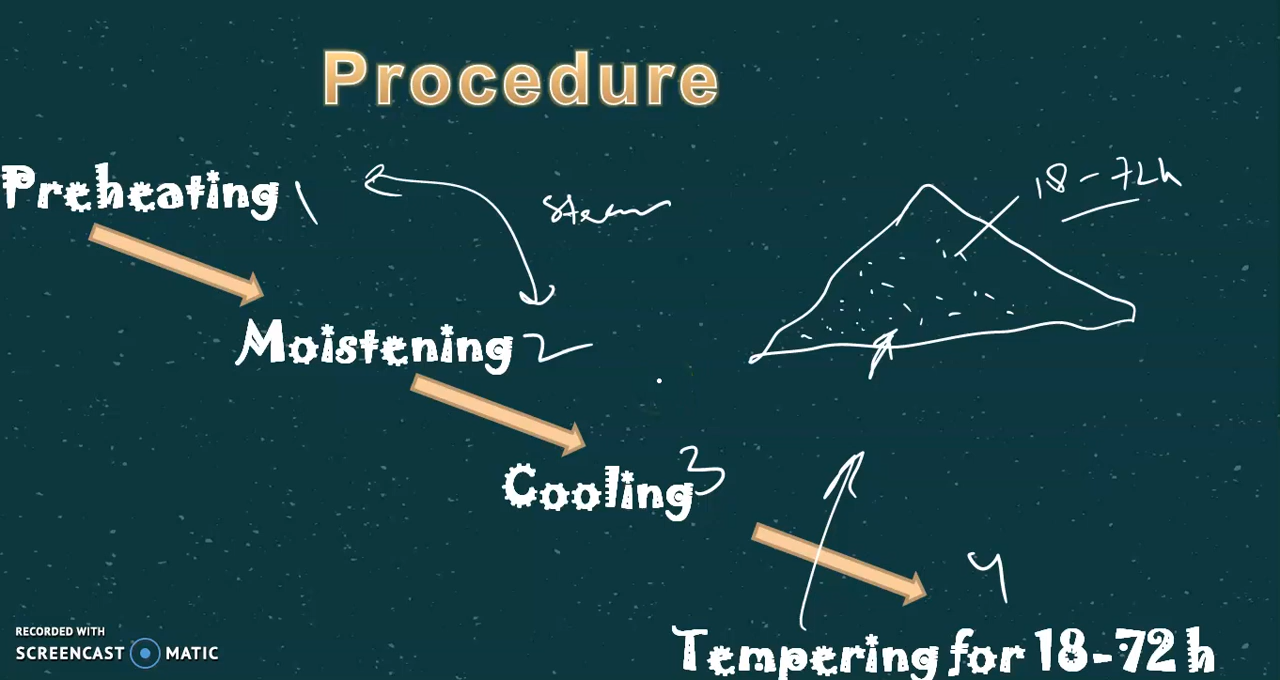 Procedure
Preheating 1
steam
18-72h
Moistening 2
Cooling 3
4
Tempering for 18-72 h
RECORDED WITH
SCREENCAST MATIC